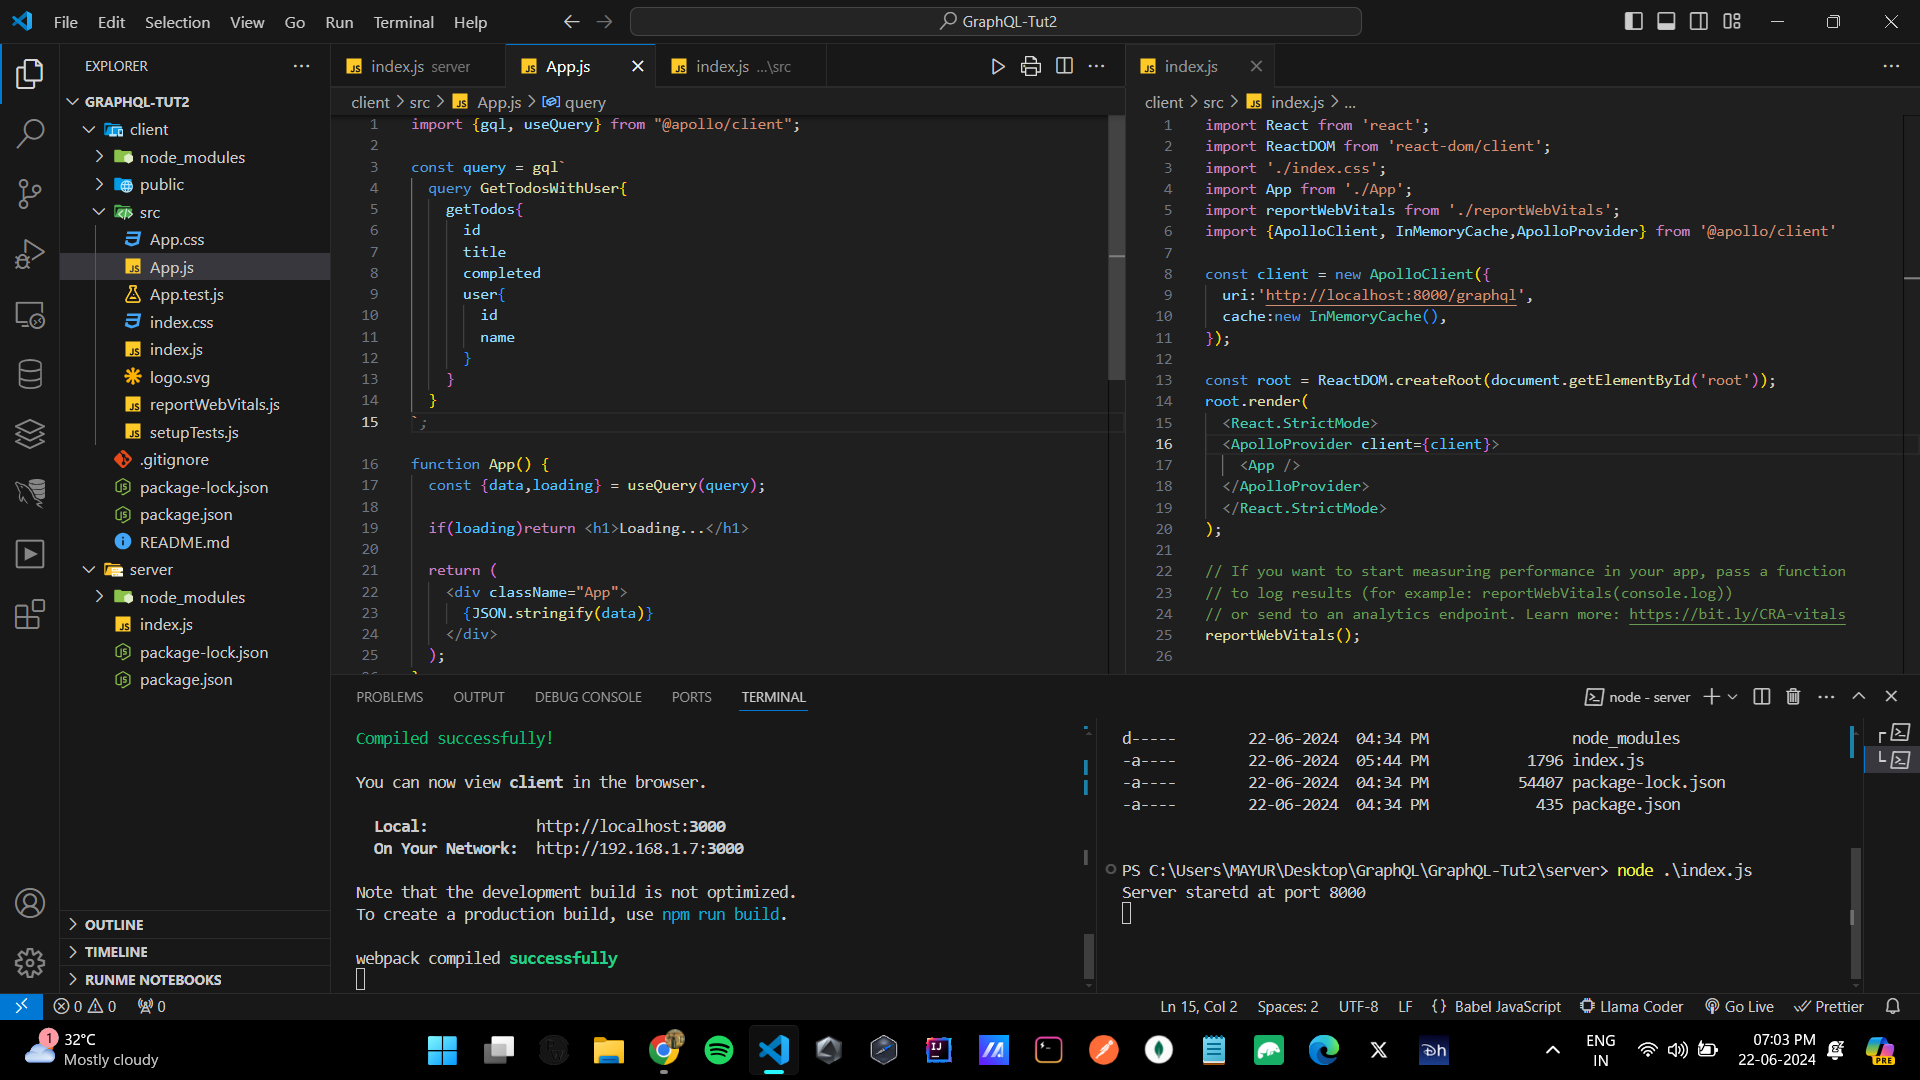 File Edit Selection View Go Run Terminal Help
GraphQL-Tut2
EXPLORER
GRAPHQL-TUT2
client
node_modules
public
src
App.css
App.js
App.test.js
index.css
index.js
logo.svg
reportWebVitals.js
setupTests.js
.gitignore
package-lock.json
package.json
README.md
server
node_modules
index.js
package-lock.json
package.json
OUTLINE
TIMELINE
RUNME NOTEBOOKS
index.js server
App.js
index.js ...\src
client > src > App.js > query
1 import {gql, useQuery} from "@apollo/client";
2
3 const query = gql`
4 query GetTodosWithUser{
5 getTodos{
6 id
7 title
8 completed
9 user{
10 id
11 name
12 }
13 }
14 }
15 `;
16 function App() {
17 const {data,loading} = useQuery(query);
18
19 if(loading)return <h1>Loading...</h1>
20
21 return (
22 <div className="App">
23 {JSON.stringify(data)}
24 </div>
25 );
index.js
client > src > index.js > ...
1 import React from 'react';
2 import ReactDOM from 'react-dom/client';
3 import './index.css';
4 import App from './App';
5 import reportWebVitals from './reportWebVitals';
6 import {ApolloClient, InMemoryCache,ApolloProvider} from '@apollo/client'
7
8 const client = new ApolloClient({
9 uri:'http://localhost:8000/graphql',
10 cache:new InMemoryCache(),
11 });
12
13 const root = ReactDOM.createRoot(document.getElementById('root'));
14 root.render(
15 <React.StrictMode>
16 <ApolloProvider client={client}>
17 <App />
18 </ApolloProvider>
19 </React.StrictMode>
20 );
21
22 // If you want to start measuring performance in your app, pass a function
23 // to log results (for example: reportWebVitals(console.log))
24 // or send to an analytics endpoint. Learn more: https://bit.ly/CRA-vitals
25 reportWebVitals();
26
PROBLEMS OUTPUT DEBUG CONSOLE PORTS TERMINAL
node - server
Compiled successfully!
You can now view client in the browser.
Local: http://localhost:3000
On Your Network: http://192.168.1.7:3000
Note that the development build is not optimized.
To create a production build, use npm run build.
webpack compiled successfully
d----- 22-06-2024 04:34 PM node_modules
-a---- 22-06-2024 05:44 PM 1796 index.js
-a---- 22-06-2024 04:34 PM 54407 package-lock.json
-a---- 22-06-2024 04:34 PM 435 package.json
PS C:\Users\MAYUR\Desktop\GraphQL\GraphQL-Tut2\server> node .\index.js
Server staretd at port 8000
0 0 0
Ln 15, Col 2 Spaces: 2 UTF-8 LF {} Babel JavaScript Llama Coder Go Live Prettier
1
32°C
Mostly cloudy
ENG
IN
07:03 PM
22-06-2024